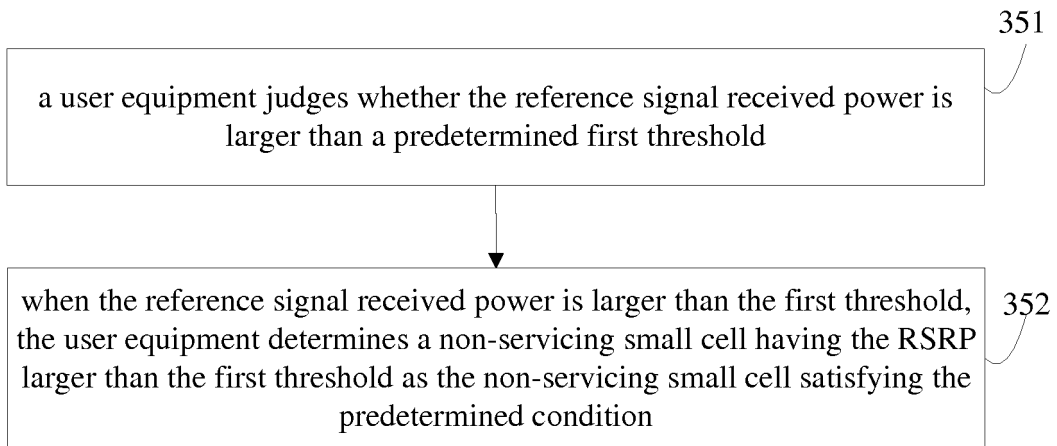 351
a user equipment judges whether the reference signal received power is
larger than a predetermined first threshold
when the reference signal received power is larger than the first threshold,
the user equipment determines a non-servicing small cell having the RSRP
larger than the first threshold as the non-servicing small cell satisfying the
predetermined condition
352